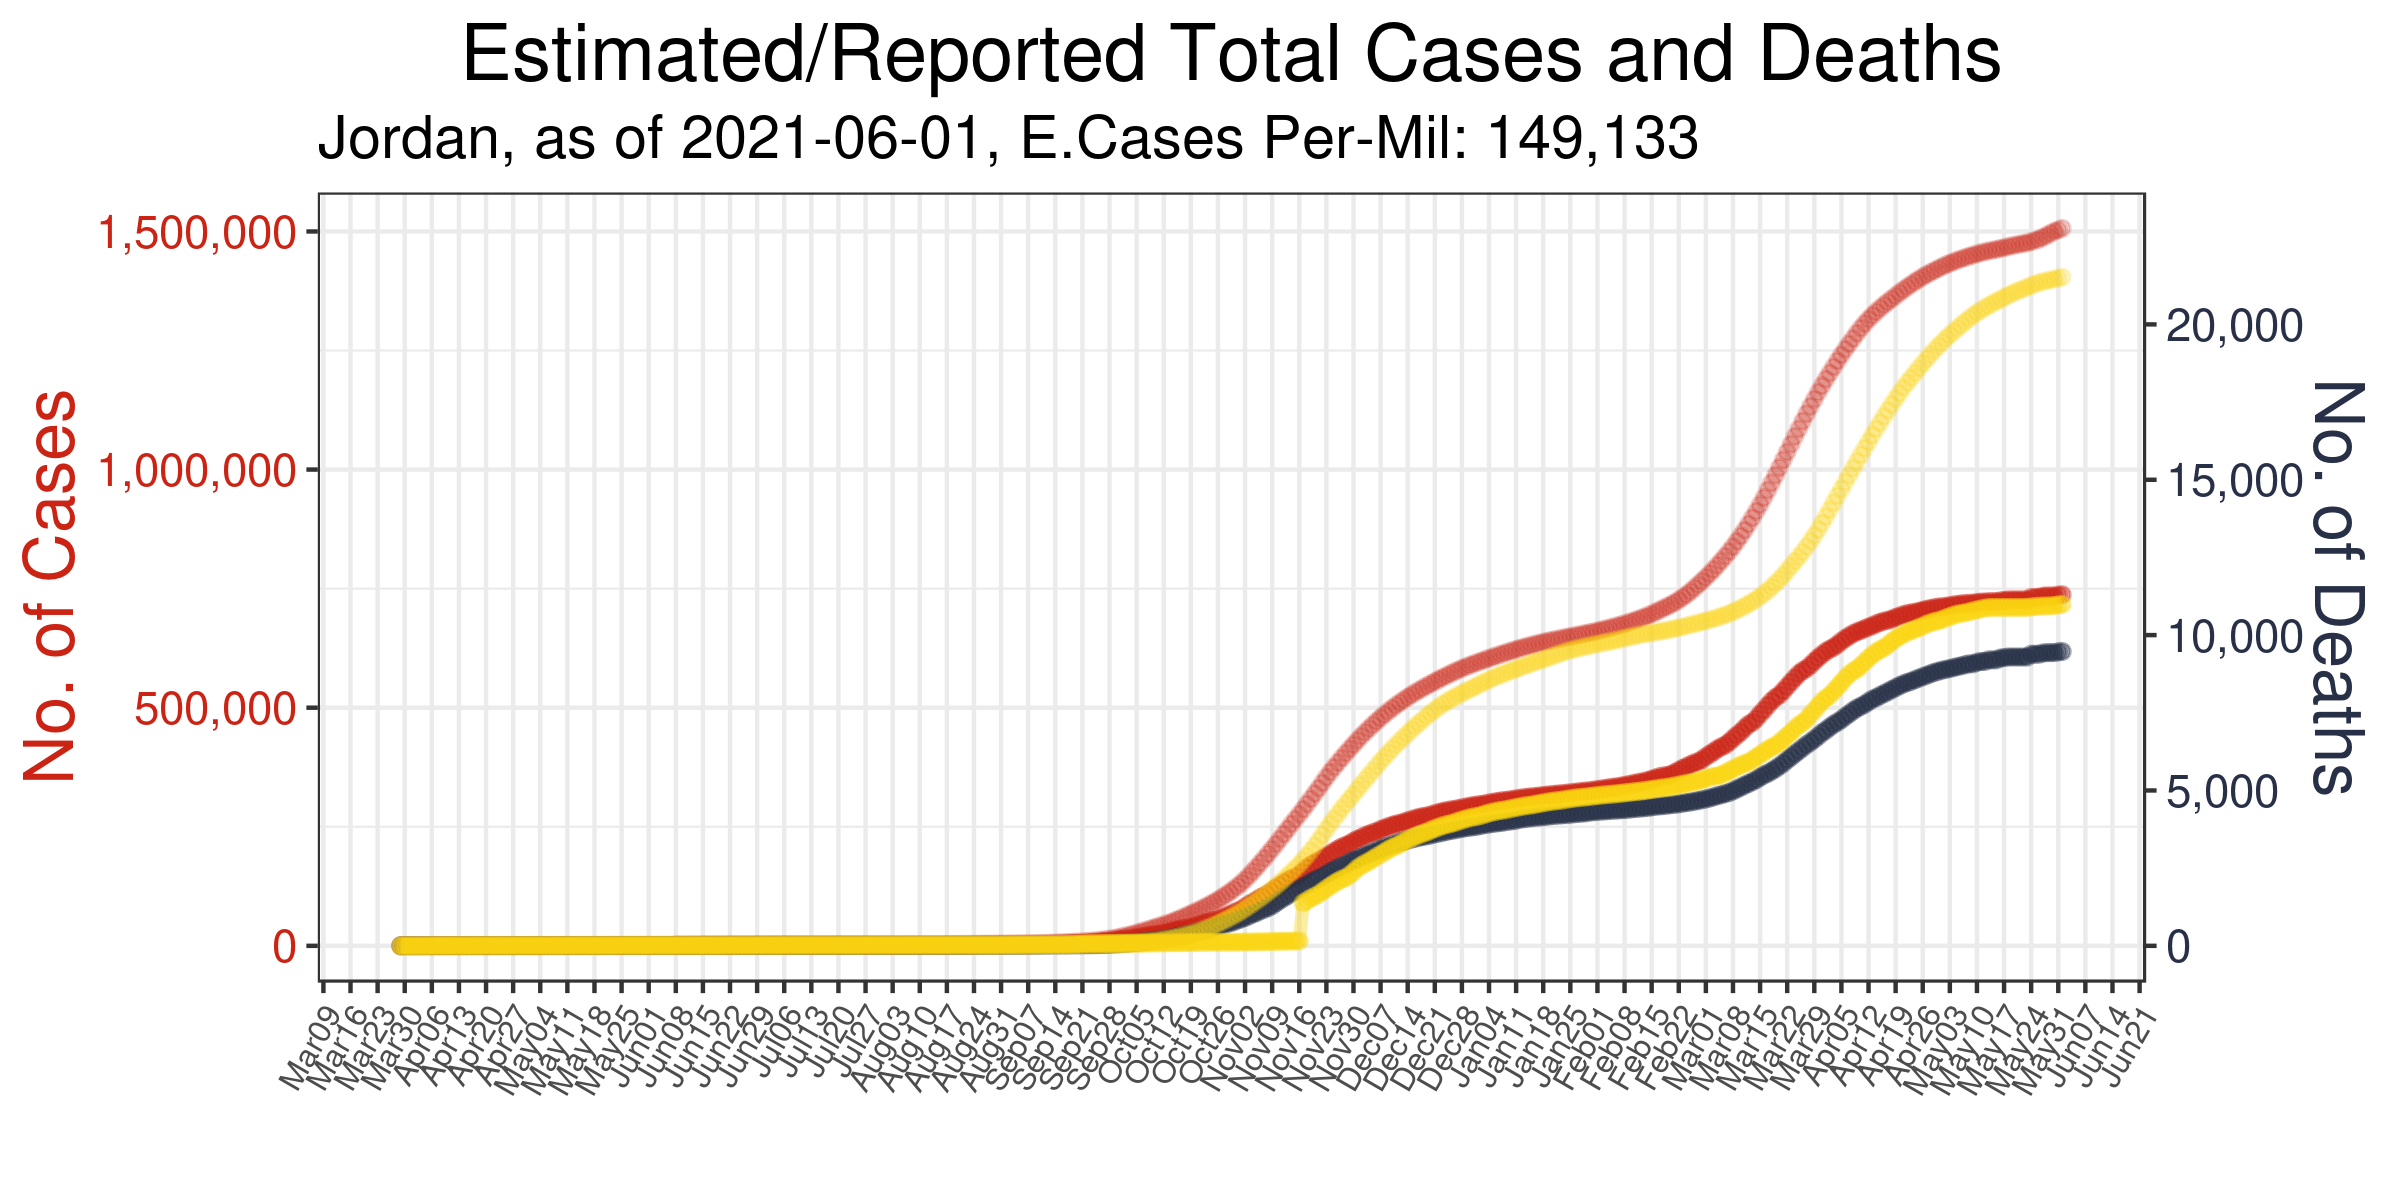 Estimated/Reported Total Cases and Deaths
Jordan, as of 2021-06-01, E.Cases Per-Mil: 149,133
No. of Cases
1,500,000
1,000,000
500,000
0
20,000
15,000
10,000
5,000
0
No. of Deaths
Mar09
Mar16
Mar23
Mar30
Apr06
Apr13
Apr20
Apr27
May04
May11
May18
May25
Jun01
Jun08
Jun15
Jun22
Jun29
Jul06
Jul13
Jul20
Jul27
Aug03
Aug10
Aug17
Aug24
Aug31
Sep07
Sep14
Sep21
Sep28
Oct05
Oct12
Oct19
Oct26
Nov02
Nov09
Nov16
Nov23
Nov30
Dec07
Dec14
Dec21
Dec28
Jan04
Jan11
Jan18
Jan25
Feb01
Feb08
Feb15
Feb22
Mar01
Mar08
Mar15
Mar22
Mar29
Apr05
Apr12
Apr19
Apr26
May03
May10
May17
May24
May31
Jun07
Jun14
Jun21